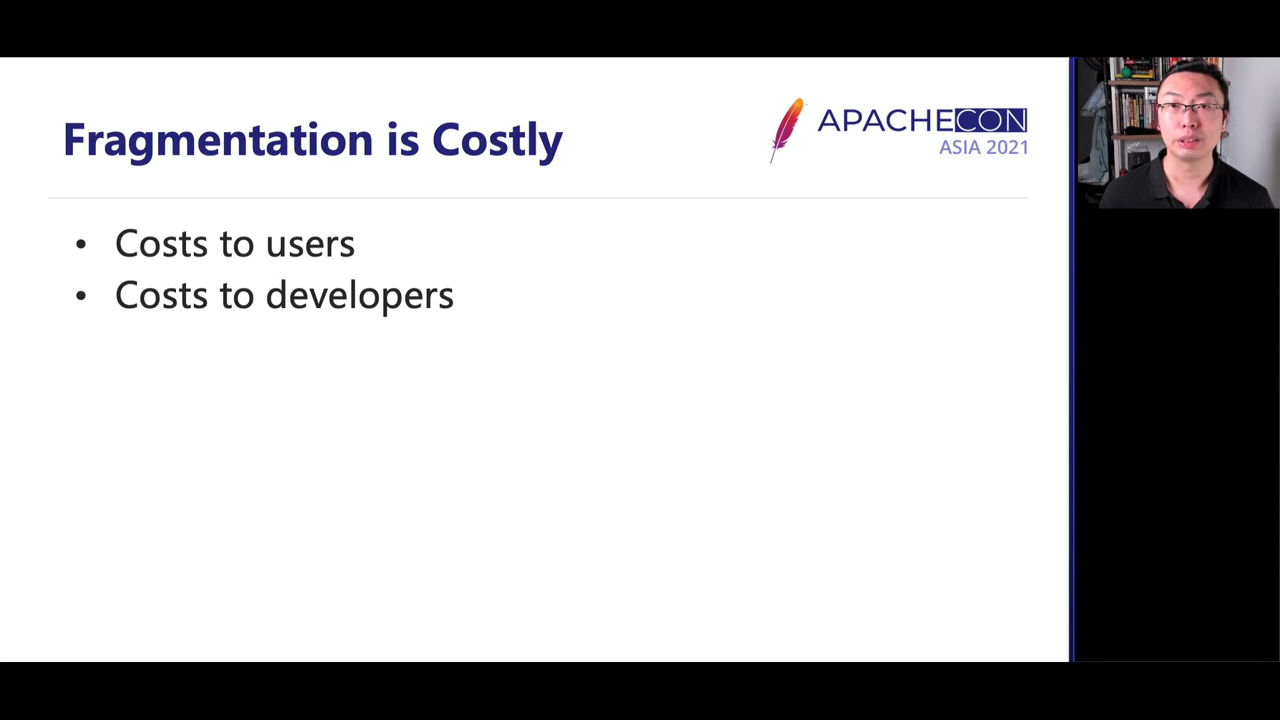 Fragmentation is Costly
APACHECON
ASIA 2021
• Costs to users
• Costs to developers